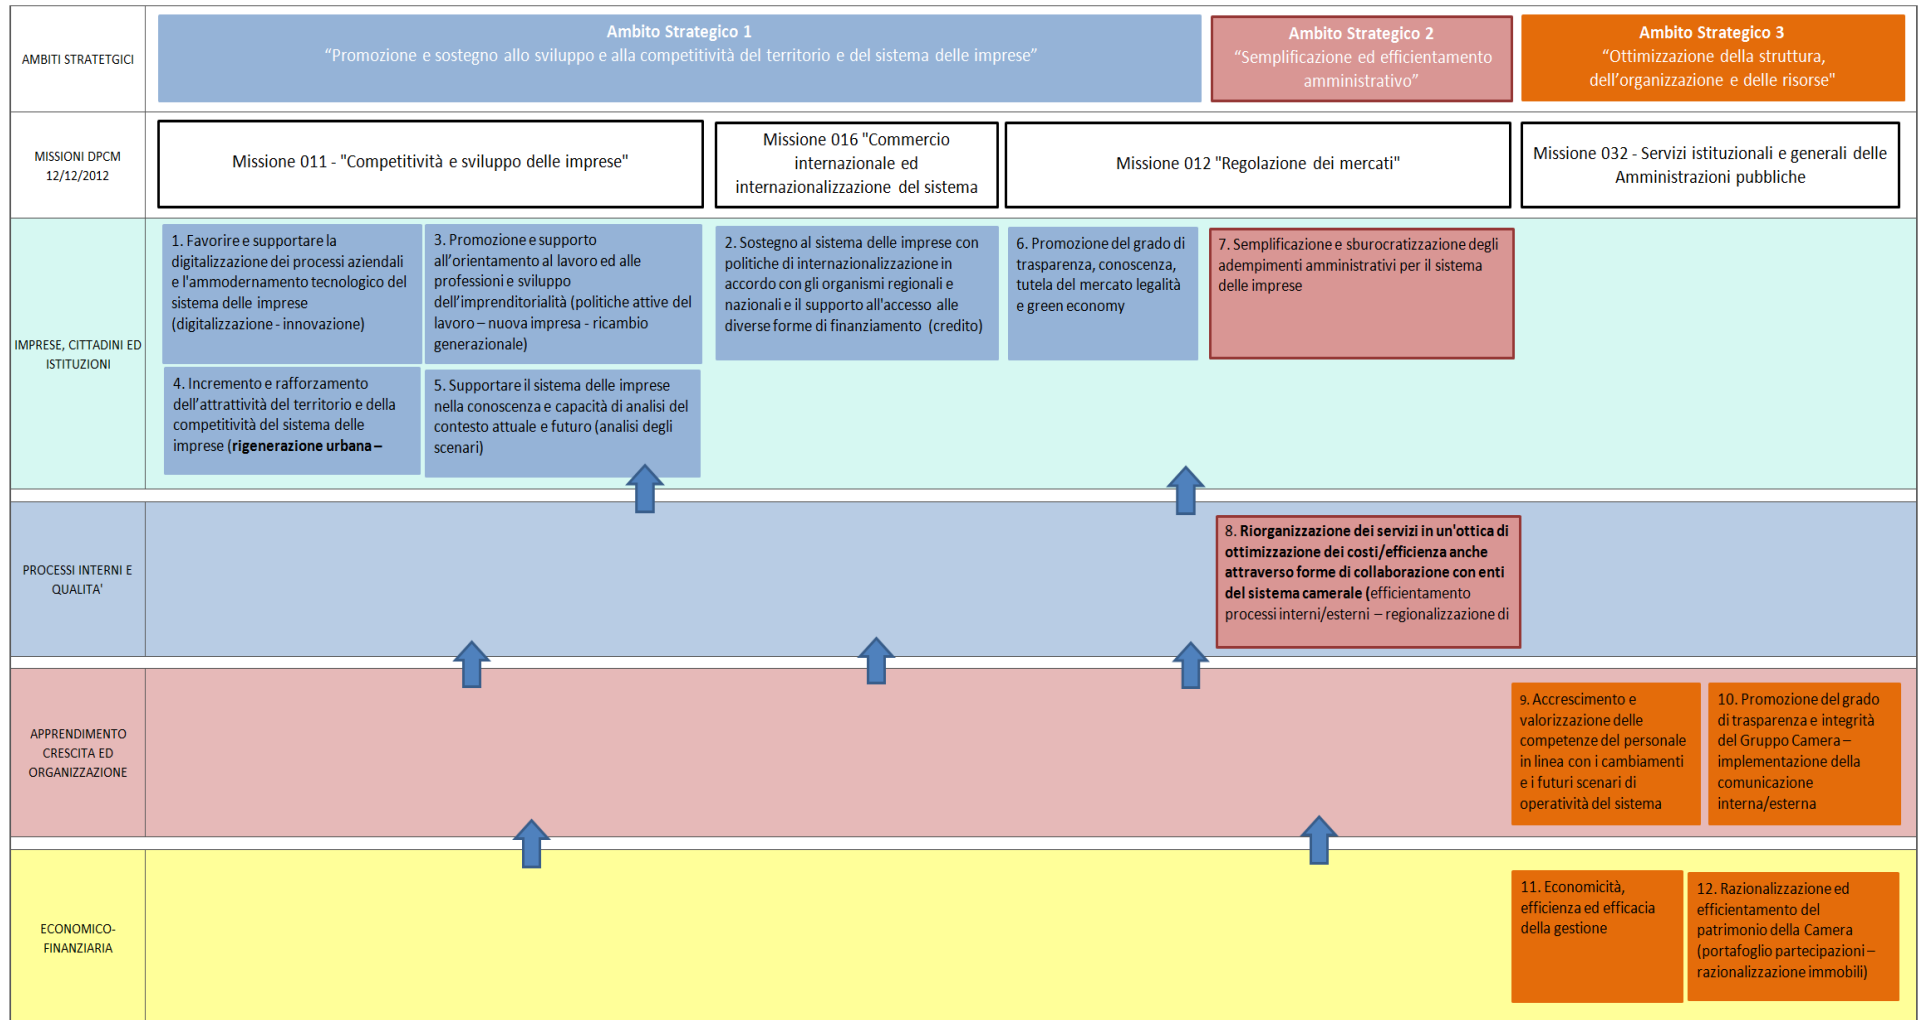 AMBITI STRATETGICI
Ambito Strategico 1
“Promozione e sostegno allo sviluppo e alla competitività del territorio e del sistema delle imprese”
Ambito Strategico 2
“Semplificazione ed efficientamento
amministrativo”
Ambito Strategico 3
“Ottimizzazione della struttura,
dell’organizzazione e delle risorse"
MISSIONI DPCM
12/12/2012
Missione 011 - "Competitività e sviluppo delle imprese"
Missione 016 "Commercio
internazionale ed
internazionalizzazione del sistema
Missione 012 "Regolazione dei mercati"
Missione 032 - Servizi istituzionali e generali delle
Amministrazioni pubbliche
IMPRESE, CITTADINI ED
ISTITUZIONI
1. Favorire e supportare la
digitalizzazione dei processi aziendali
e l'ammodernamento tecnologico del
sistema delle imprese
(digitalizzazione - innovazione)
3. Promozione e supporto
all’orientamento al lavoro ed alle
professioni e sviluppo
dell’imprenditorialità (politiche attive del
lavoro – nuova impresa - ricambio
generazionale)
2. Sostegno al sistema delle imprese con
politiche di internazionalizzazione in
accordo con gli organismi regionali e
nazionali e il supporto all'accesso alle
diverse forme di finanziamento (credito)
6. Promozione del grado di
trasparenza, conoscenza,
tutela del mercato legalità
e green economy
7. Semplificazione e sburocratizzazione degli
adempimenti amministrativi per il sistema
delle imprese
4. Incremento e rafforzamento
dell’attrattività del territorio e della
competitività del sistema delle
imprese (rigenerazione urbana –
5. Supportare il sistema delle imprese
nella conoscenza e capacità di analisi del
contesto attuale e futuro (analisi degli
scenari)
PROCESSI INTERNI E
QUALITA'
8. Riorganizzazione dei servizi in un'ottica di
ottimizzazione dei costi/efficienza anche
attraverso forme di collaborazione con enti
del sistema camerale (efficientamento
processi interni/esterni – regionalizzazione di
APPRENDIMENTO
CRESCITA ED
ORGANIZZAZIONE
9. Accrescimento e
valorizzazione delle
competenze del personale
in linea con i cambiamenti
e i futuri scenari di
operatività del sistema
10. Promozione del grado
di trasparenza e integrità
del Gruppo Camera –
implementazione della
comunicazione
interna/esterna
ECONOMICO-
FINANZIARIA
11. Economicità,
efficienza ed efficacia
della gestione
12. Razionalizzazione ed
efficientamento del
patrimonio della Camera
(portafoglio partecipazioni –
razionalizzazione immobili)